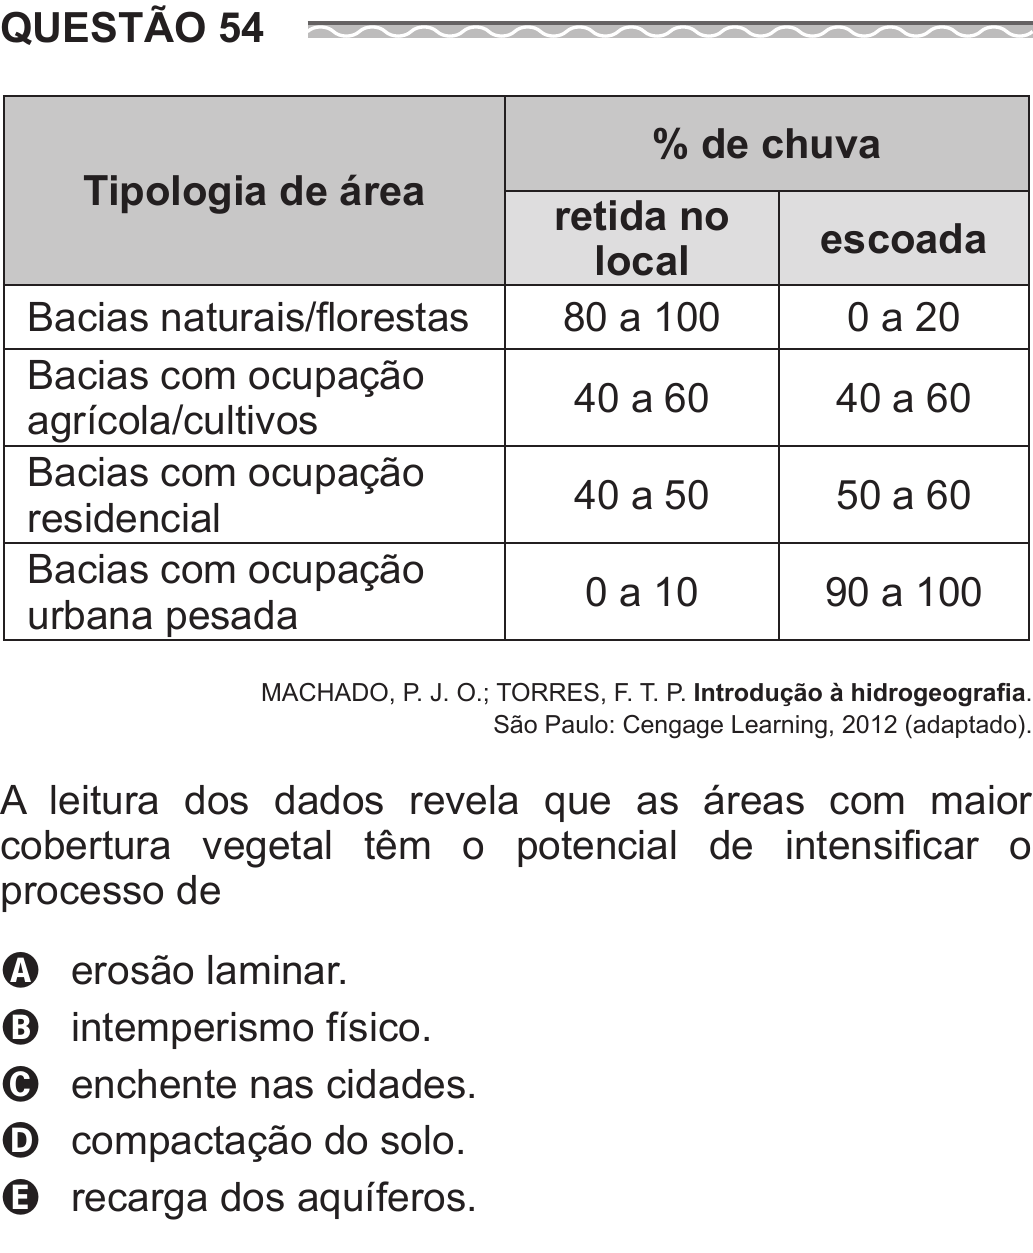 QUESTÃO 54
Tipologia de área
% de chuva
retida no
local
escoada
Bacias naturais/florestas 80 a 100 0 a 20
Bacias com ocupação
agrícola/cultivos 40 a 60 40 a 60
Bacias com ocupação
residencial 40 a 50 50 a 60
Bacias com ocupação
urbana pesada 0 a 10 90 a 100
MACHADO, P. J. O.; TORRES, F. T. P. Introdução à hidrogeografia.
São Paulo: Cengage Learning, 2012 (adaptado).
A leitura dos dados revela que as áreas com maior
cobertura vegetal têm o potencial de intensificar o
processo de
A erosão laminar.
B intemperismo físico.
C enchente nas cidades.
D compactação do solo.
E recarga dos aquíferos.